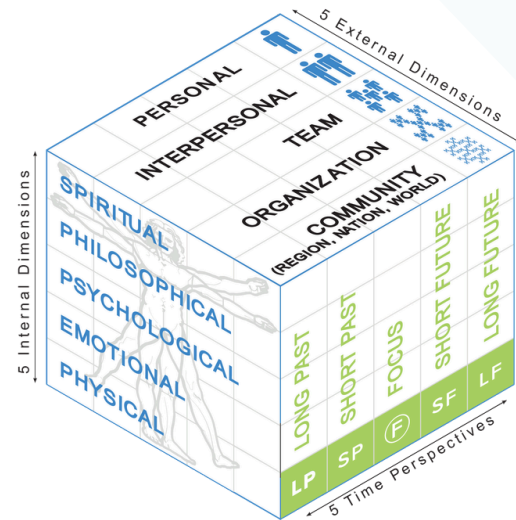 5 External Dimensions
PERSONAL
INTERPERSONAL
TEAM
ORGANIZATION
COMMUNITY
(REGION, NATION, WORLD)
5 Internal Dimensions
SPIRITUAL
PHILOSOPHICAL
PSYCHOLOGICAL
EMOTIONAL
PHYSICAL
LONG PAST
SHORT PAST
FOCUS
SHORT FUTURE
LONG FUTURE
LP SP F SF LF
5 Time Perspectives